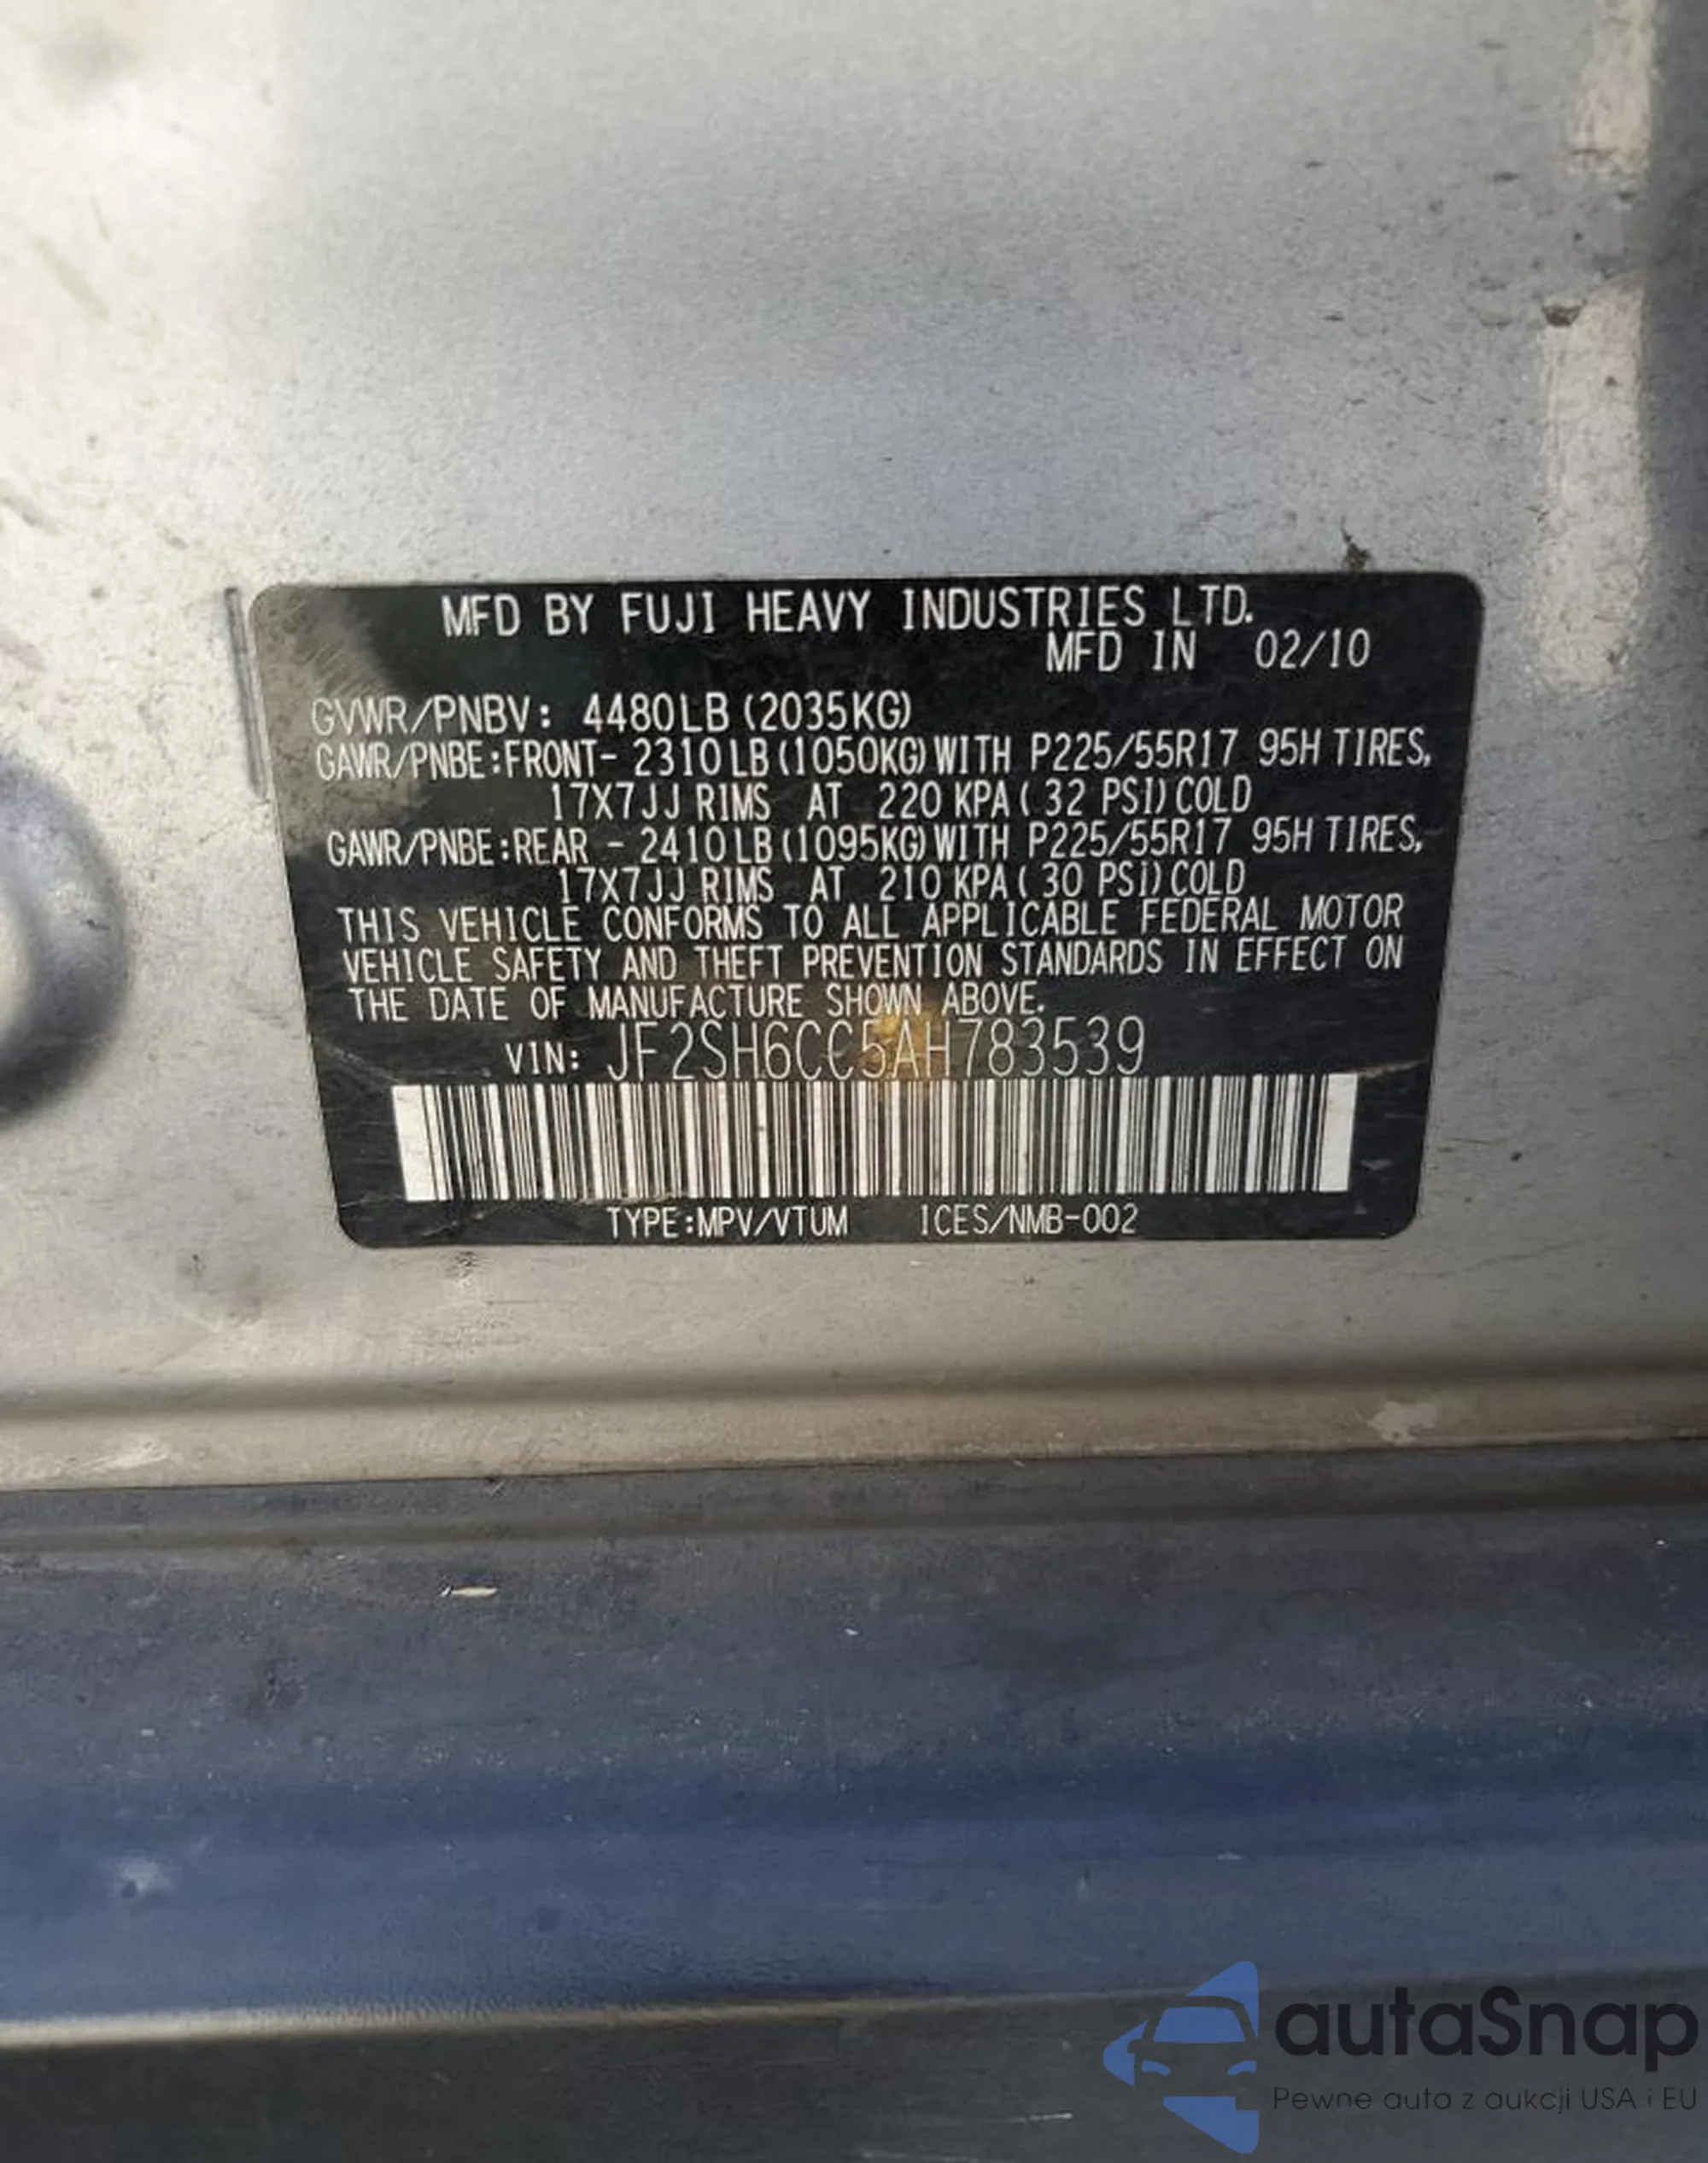 MFD BY FUJI HEAVY INDUSTRIES LTD.
MFD IN 02/10
GVWR/PNBV: 4480LB (2035KG)
GAWR/PNBE:FRONT- 2310 LB (1050KG) WITH P225/55R17 95H TIRES,
17X7JJ RIMS AT 220 KPA ( 32 PSI) COLD
GAWR/PNBE:REAR - 2410 LB (1095KG) WITH P225/55R17 95H TIRES,
17X7JJ RIMS AT 210 KPA ( 30 PSI) COLD
THIS VEHICLE CONFORMS TO ALL APPLICABLE FEDERAL MOTOR
VEHICLE SAFETY AND THEFT PREVENTION STANDARDS IN EFFECT ON
THE DATE OF MANUFACTURE SHOWN ABOVE.
VIN: JF2SH6CC5AH783539
TYPE:MPV/VTUM ICES/NMB-002
autaSnap
Pewne auta z aukcji USA i EU